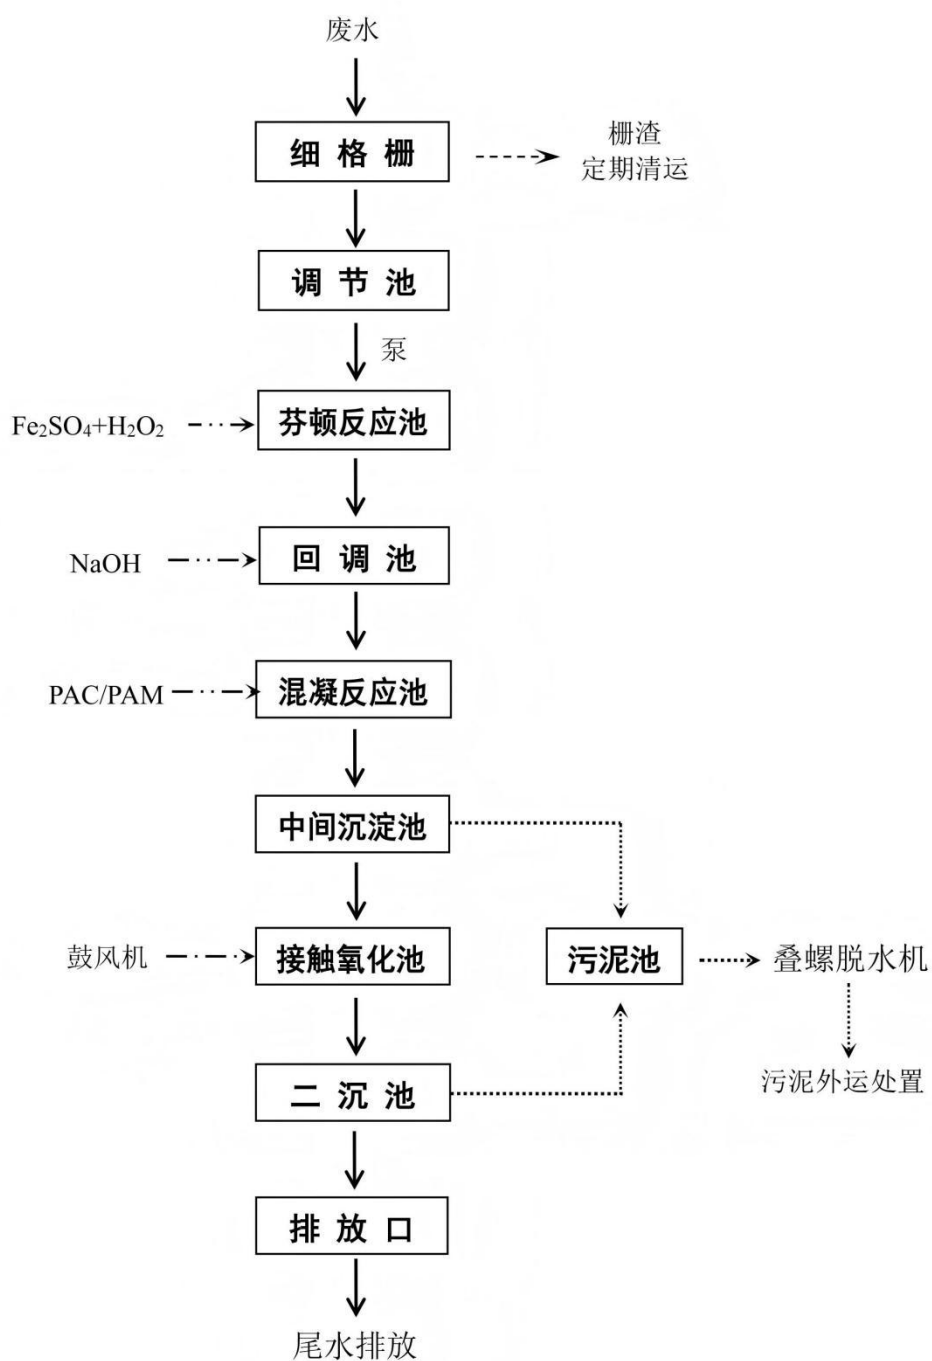 废水
细格栅
栅渣
定期清运
调节池
泵
Fe₂SO₄+H₂O₂
芬顿反应池
NaOH
回调池
PAC/PAM
混凝反应池
中间沉淀池
鼓风机
接触氧化池
污泥池
叠螺脱水机
二沉池
污泥外运处置
排放口
尾水排放